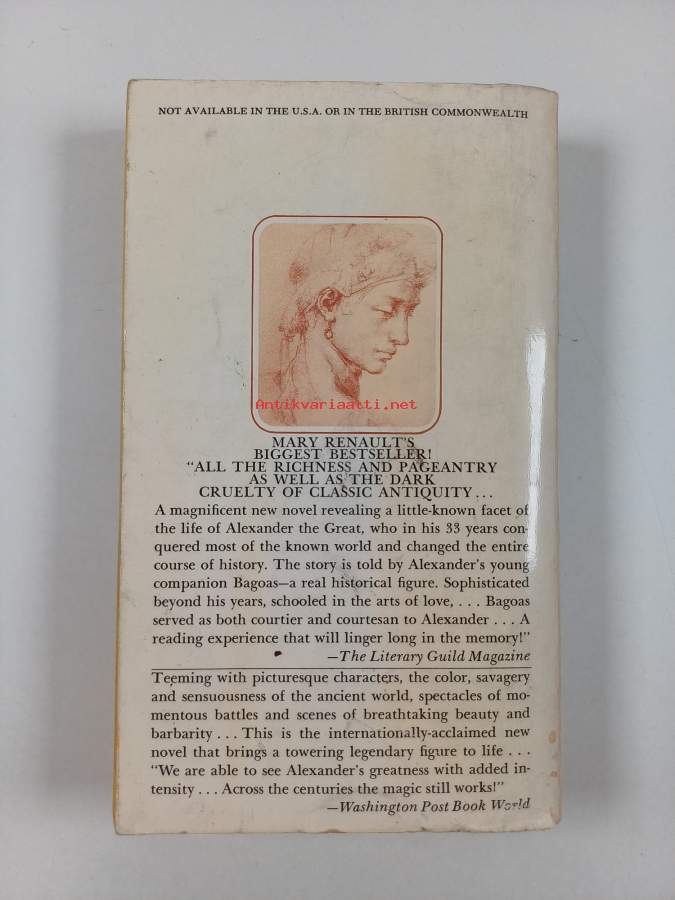 NOT AVAILABLE IN THE U.S.A. OR IN THE BRITISH COMMONWEALTH
Antikvariaatti.net
MARY RENAULT'S
BIGGEST BESTSELLER!
"ALL THE RICHNESS AND PAGEANTRY
AS WELL AS THE DARK
CRUELTY OF CLASSIC ANTIQUITY...
A magnificent new novel revealing a little-known facet of
the life of Alexander the Great, who in his 33 years con-
quered most of the known world and changed the entire
course of history. The story is told by Alexander's young
companion Bagoas—a real historical figure. Sophisticated
beyond his years, schooled in the arts of love, . . . Bagoas
served as both courtier and courtesan to Alexander . . . A
reading experience that will linger long in the memory!"
—The Literary Guild Magazine
Teeming with picturesque characters, the color, savagery
and sensuousness of the ancient world, spectacles of mo-
mentous battles and scenes of breathtaking beauty and
barbarity . . . This is the internationally-acclaimed new
novel that brings a towering legendary figure to life . . .
"We are able to see Alexander's greatness with added in-
tensity . . . Across the centuries the magic still works!"
—Washington Post Book World